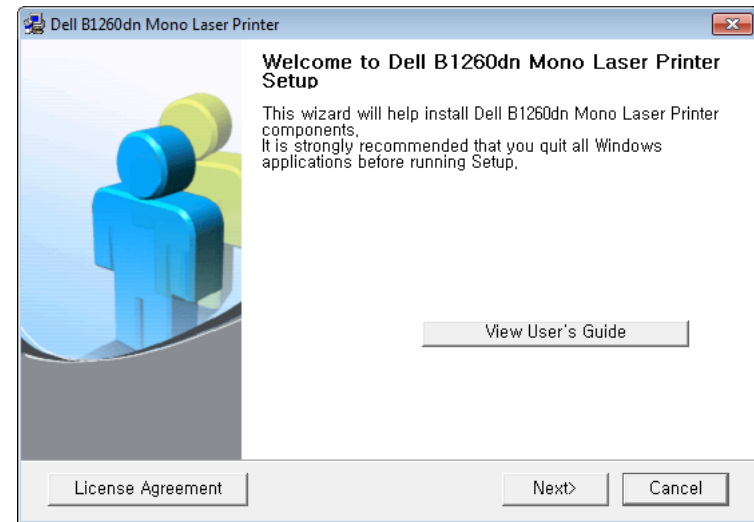 Dell B1260dn Mono Laser Printer
Welcome to Dell B1260dn Mono Laser Printer
Setup
This wizard will help install Dell B1260dn Mono Laser Printer
components,
It is strongly recommended that you quit all Windows
applications before running Setup,
View User's Guide
License Agreement
Next>
Cancel